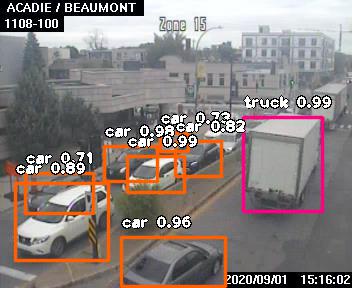 ACADIE / BEAUMONT
1108-100
Zone 15
truck 0.99
car 0.73
car 0.98
car 0.82
car 0.99
car 0.71
car 0.89
car 0.96
2020/09/01 15:16:02